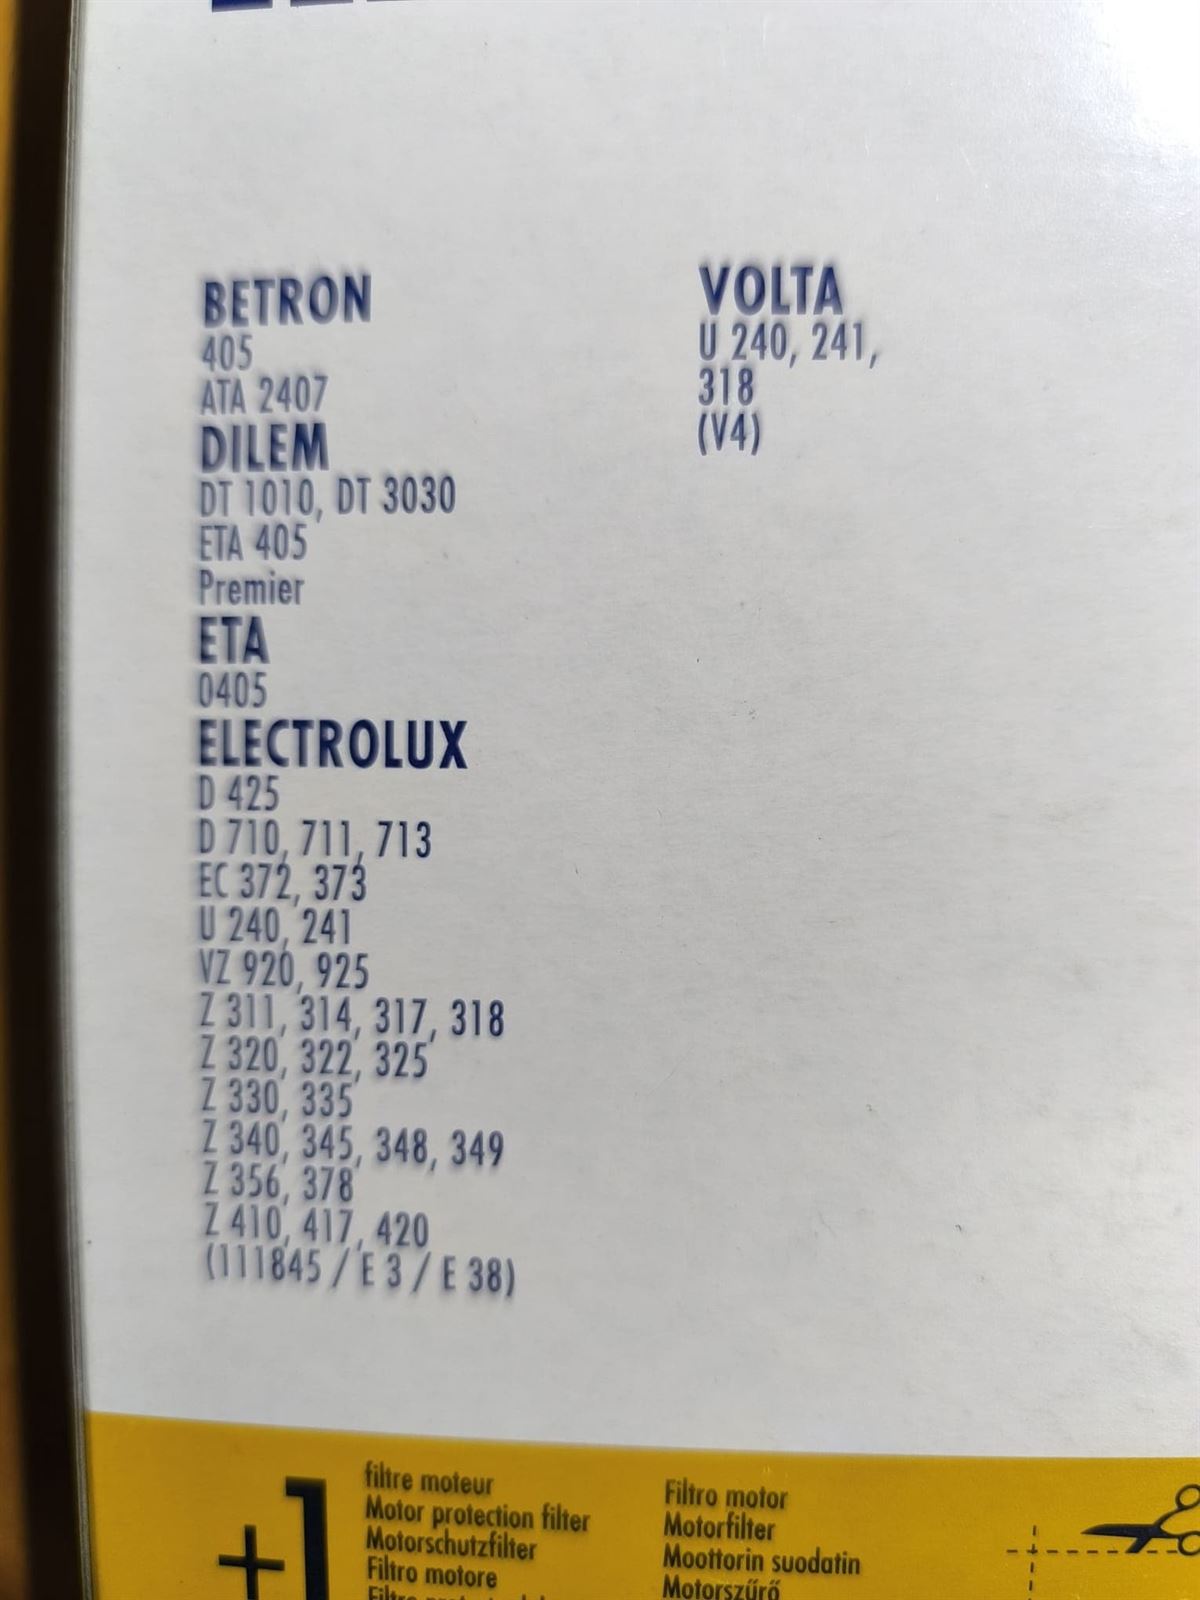 BETRON
405
ATA 2407
DILEM
DT 1010, DT 3030
ETA 405
Premier
ETA
0405
ELECTROLUX
D 425
D 710, 711, 713
EC 372, 373
U 240, 241
VZ 920, 925
Z 311, 314, 317, 318
Z 320, 322, 325
Z 330, 335
Z 340, 345, 348, 349
Z 356, 378
Z 410, 417, 420
(111845 / E 3 / E 38)
VOLTA
U 240, 241,
318
(V4)
+1
filtre moteur
Motor protection filter
Motorschutzfilter
Filtro motore
Filtro motor
Motorfilter
Moottorin suodatin
Motorszűrő